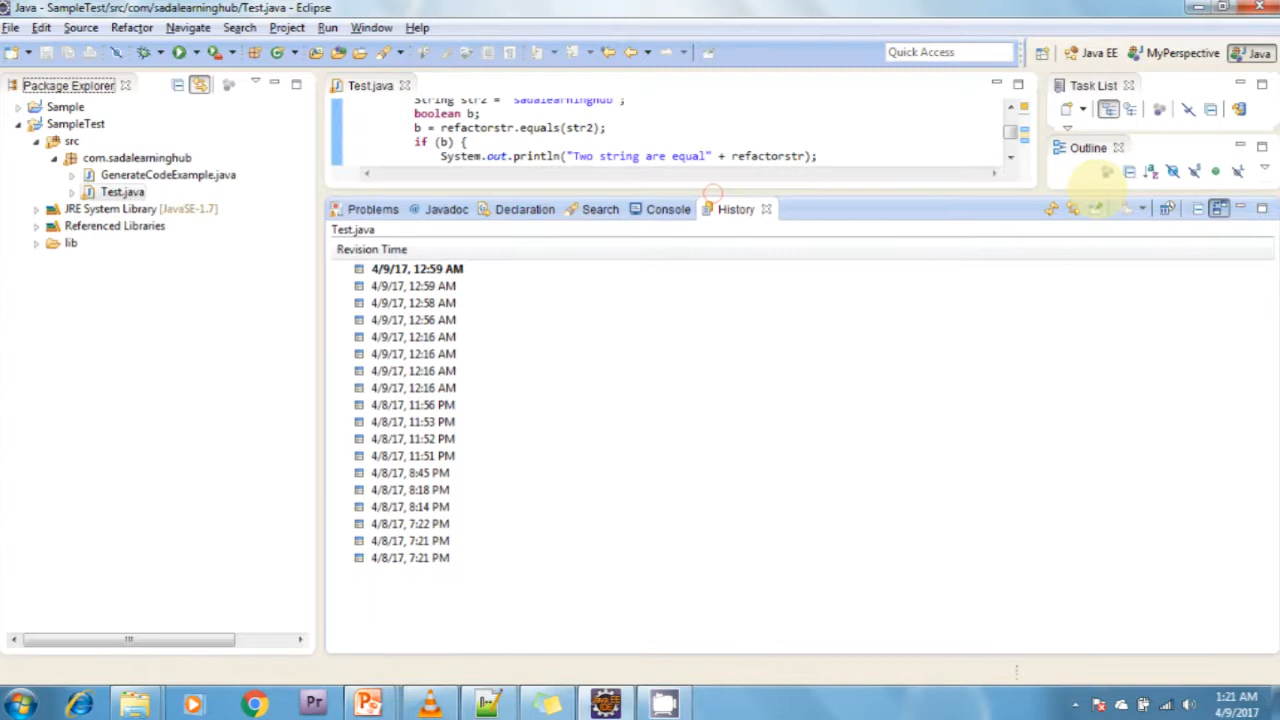 Java - SampleTest/src/com/sadalearninghub/Test.java - Eclipse
File Edit Source Refactor Navigate Search Project Run Window Help
Quick Access
Java EE
MyPerspective
Java
Package Explorer
Sample
SampleTest
src
com.sadalearninghub
GenerateCodeExample.java
Test.java
JRE System Library [JavaSE-1.7]
Referenced Libraries
lib
Test.java
String str2 = "sadalearninghub";
boolean b;
b = refactorstr.equals(str2);
if (b) {
System.out.println("Two string are equal" + refactorstr);
Task List
Outline
Problems Javadoc Declaration Search Console History
Test.java
Revision Time
4/9/17, 12:59 AM
4/9/17, 12:59 AM
4/9/17, 12:58 AM
4/9/17, 12:56 AM
4/9/17, 12:16 AM
4/9/17, 12:16 AM
4/9/17, 12:16 AM
4/9/17, 12:16 AM
4/8/17, 11:56 PM
4/8/17, 11:53 PM
4/8/17, 11:52 PM
4/8/17, 11:51 PM
4/8/17, 8:45 PM
4/8/17, 8:18 PM
4/8/17, 8:14 PM
4/8/17, 7:22 PM
4/8/17, 7:21 PM
4/8/17, 7:21 PM
Pr
1:21 AM
4/9/2017